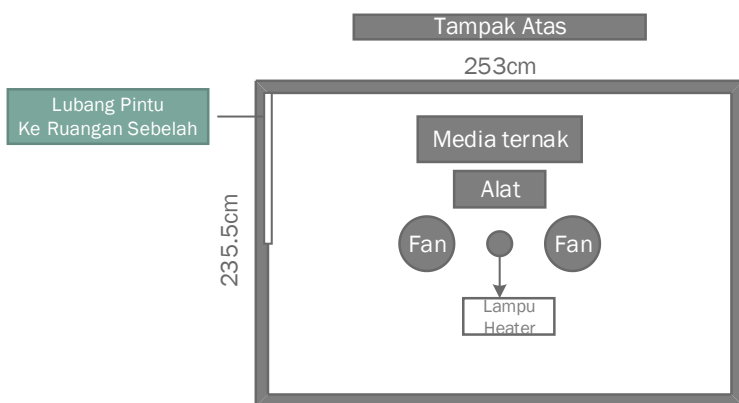 Tampak Atas
253cm
Lubang Pintu
Ke Ruangan Sebelah
235.5cm
Media ternak
Alat
Fan
Fan
Lampu
Heater